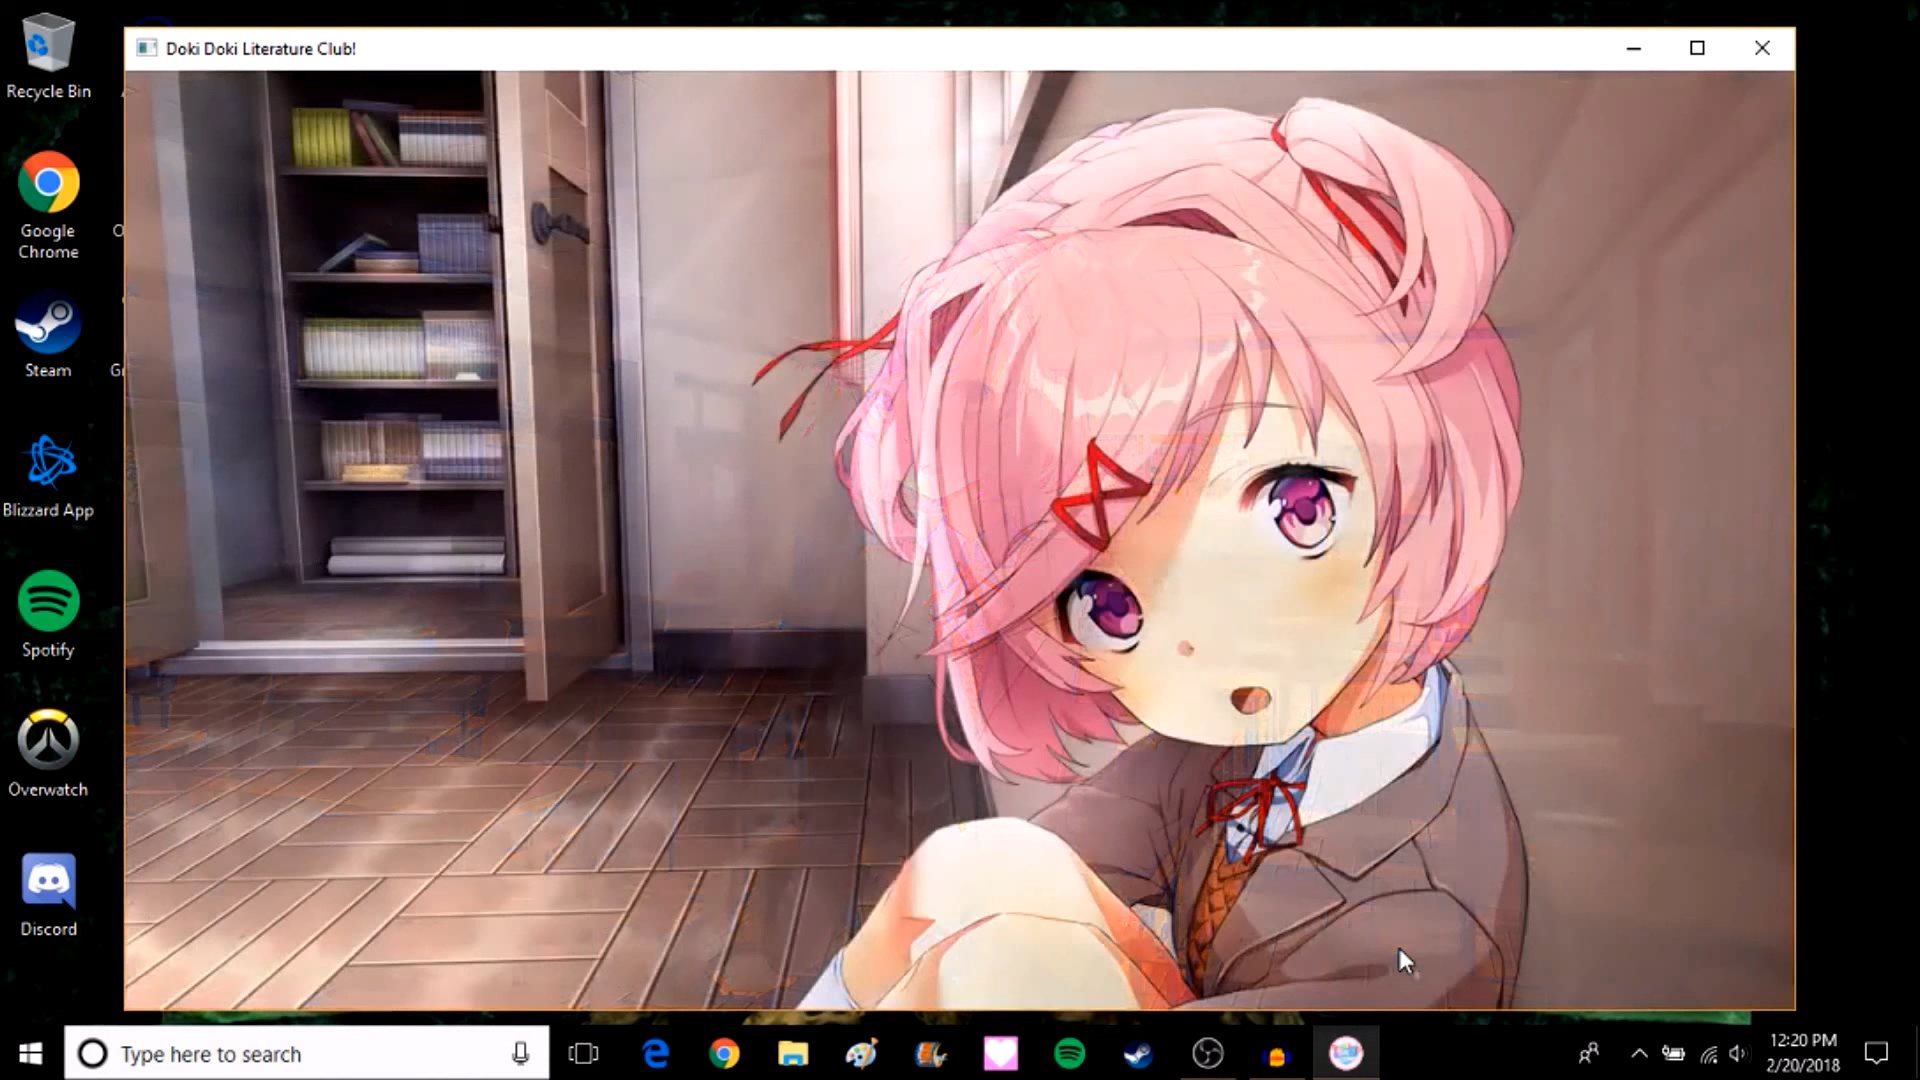 Doki Doki Literature Club!
Recycle Bin
Google
Chrome
Steam
Blizzard App
Spotify
Overwatch
Discord
Type here to search
12:20 PM
2/20/2018